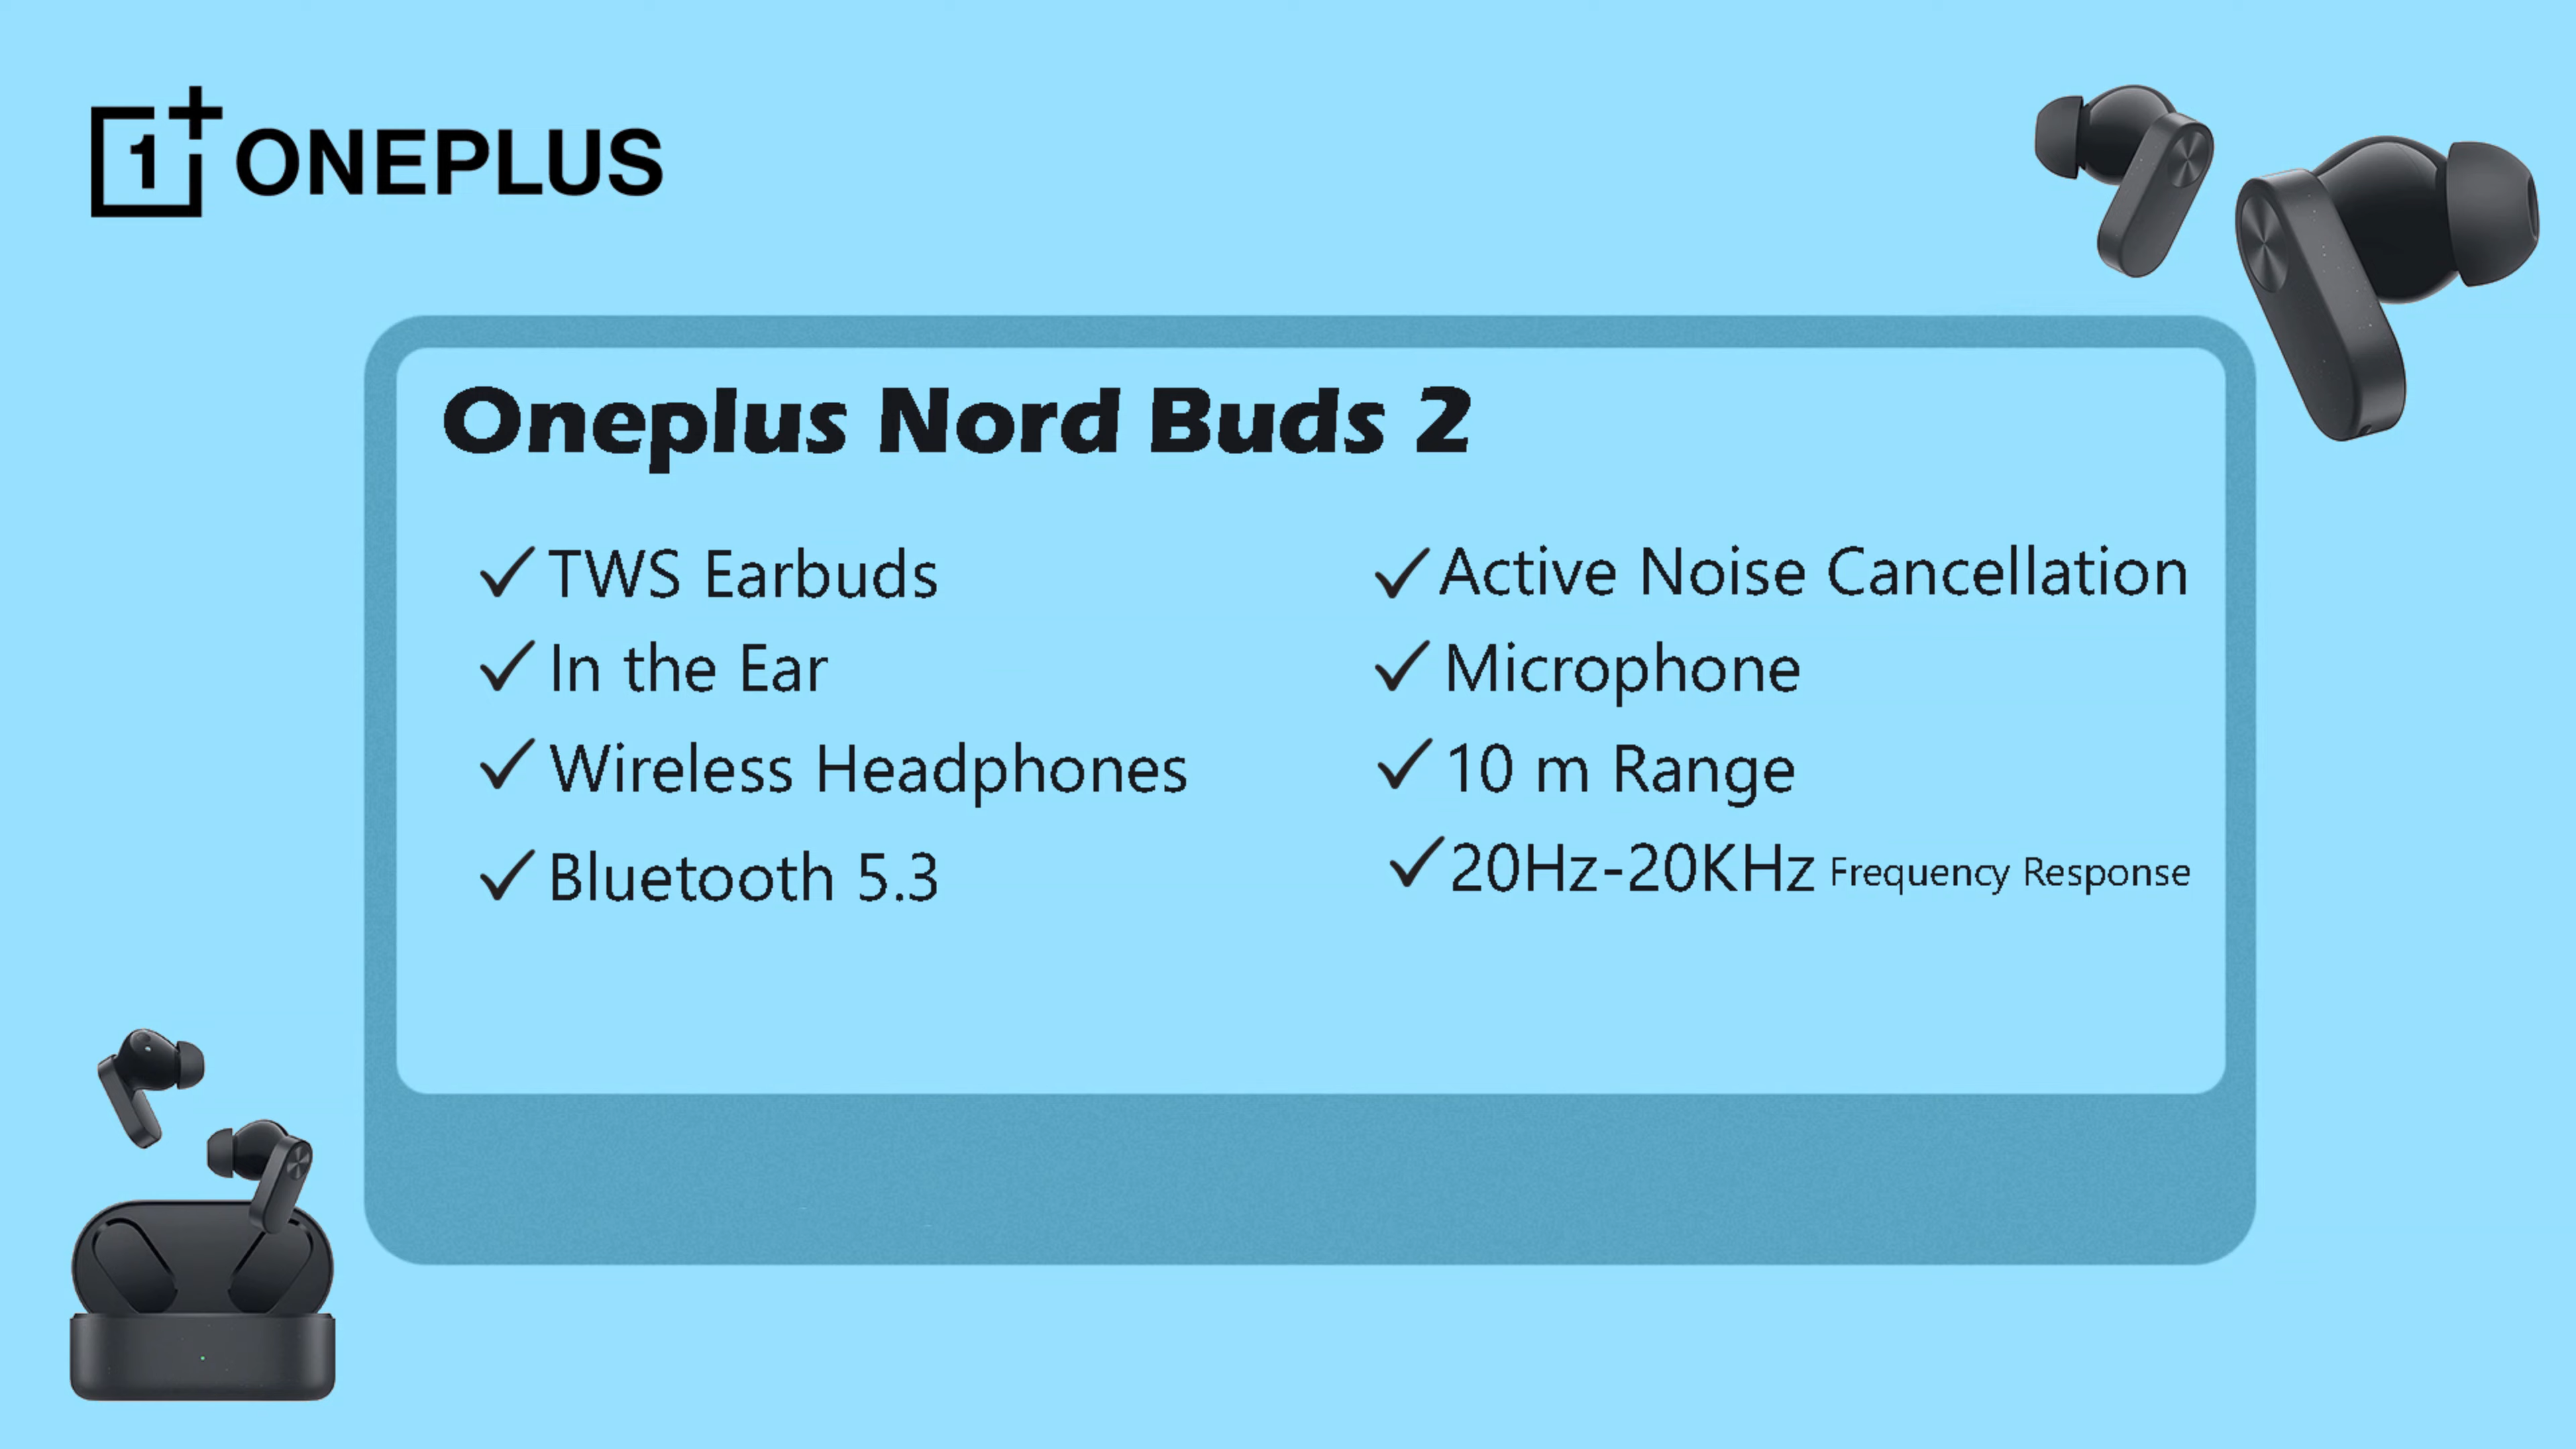 1+ ONEPLUS
Oneplus Nord Buds 2
✓ TWS Earbuds
✓ In the Ear
✓ Wireless Headphones
✓ Bluetooth 5.3
✓ Active Noise Cancellation
✓ Microphone
✓ 10 m Range
✓ 20Hz-20KHz Frequency Response